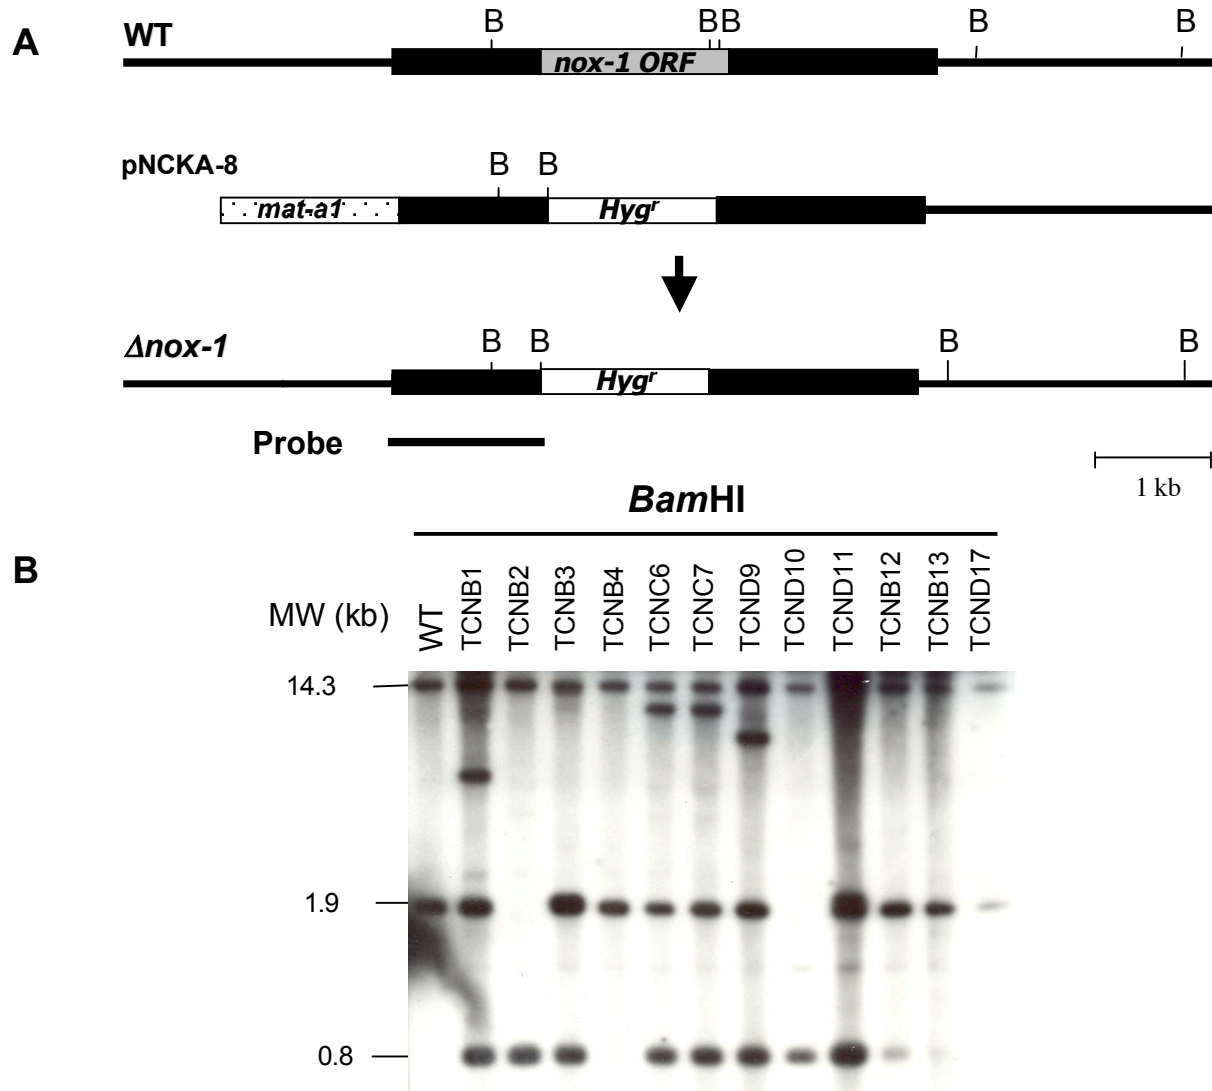 A
WT
B
BB
B
B
nox-1 ORF
pNCKA-8
B
B
mat-a1
Hygʳ
Δnox-1
B
B
B
B
Hygʳ
Probe
1 kb
BamHI
B
MW (kb)
WT
TCNB1
TCNB2
TCNB3
TCNB4
TCNC6
TCNC7
TCND9
TCND10
TCND11
TCNB12
TCNB13
TCND17
14.3
1.9
0.8